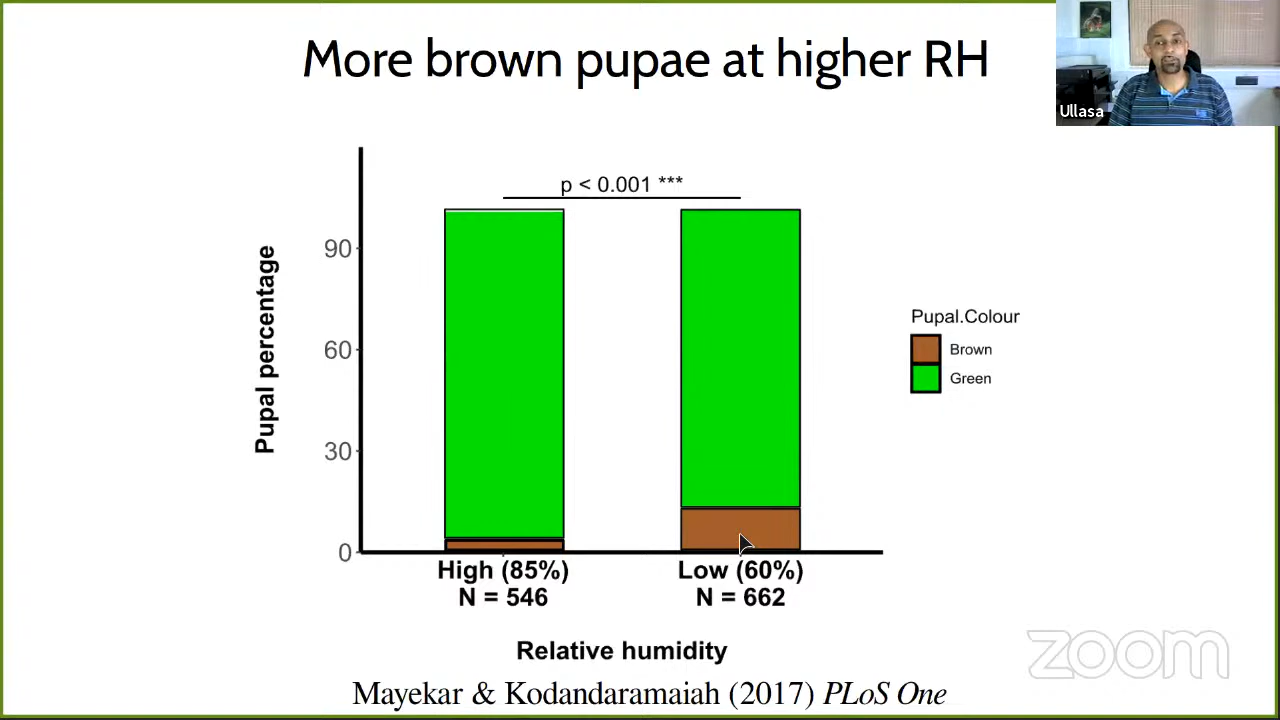 More brown pupae at higher RH
Ullasa
p < 0.001 ***
Pupal percentage
90
60
30
0
Pupal.Colour
Brown
Green
High (85%)
N = 546
Low (60%)
N = 662
Relative humidity
zoom
Mayekar & Kodandaramaiah (2017) PLoS One